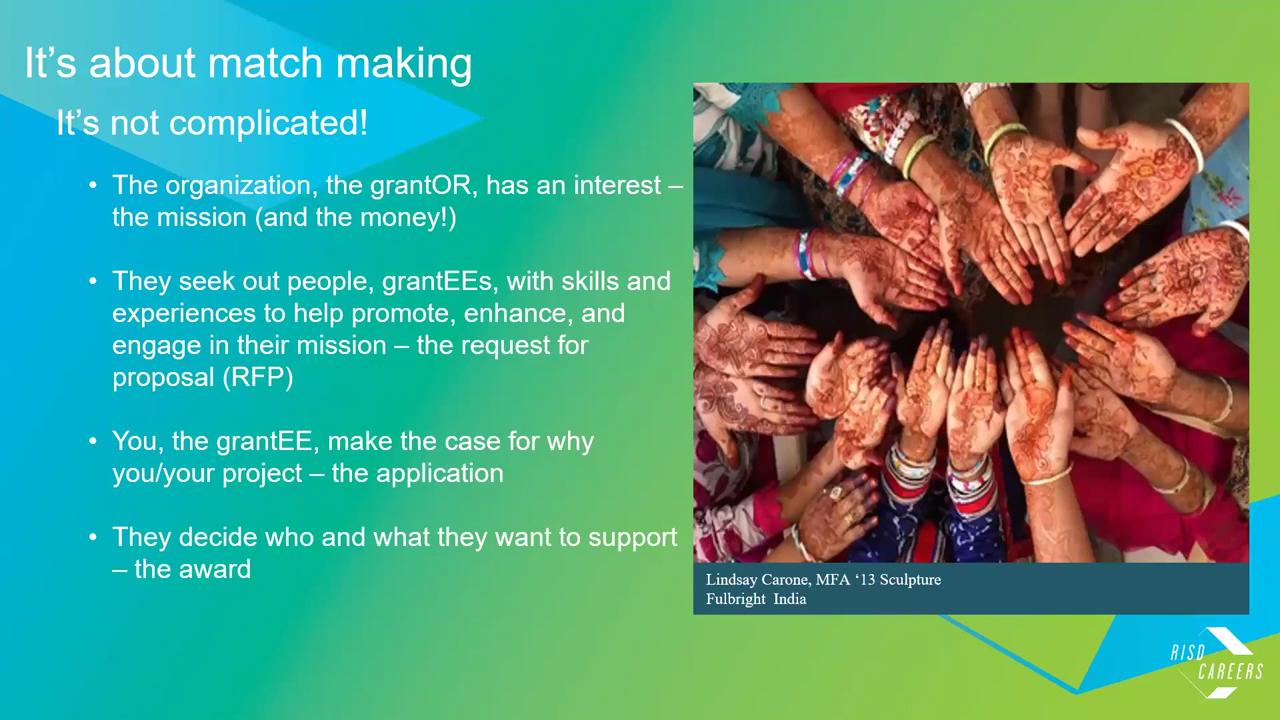 It’s about match making
It’s not complicated!
• The organization, the grantOR, has an interest –
the mission (and the money!)
• They seek out people, grantEEs, with skills and
experiences to help promote, enhance, and
engage in their mission – the request for
proposal (RFP)
• You, the grantEE, make the case for why
you/your project – the application
• They decide who and what they want to support
– the award
Lindsay Carone, MFA ‘13 Sculpture
Fulbright India
RISD
CAREERS